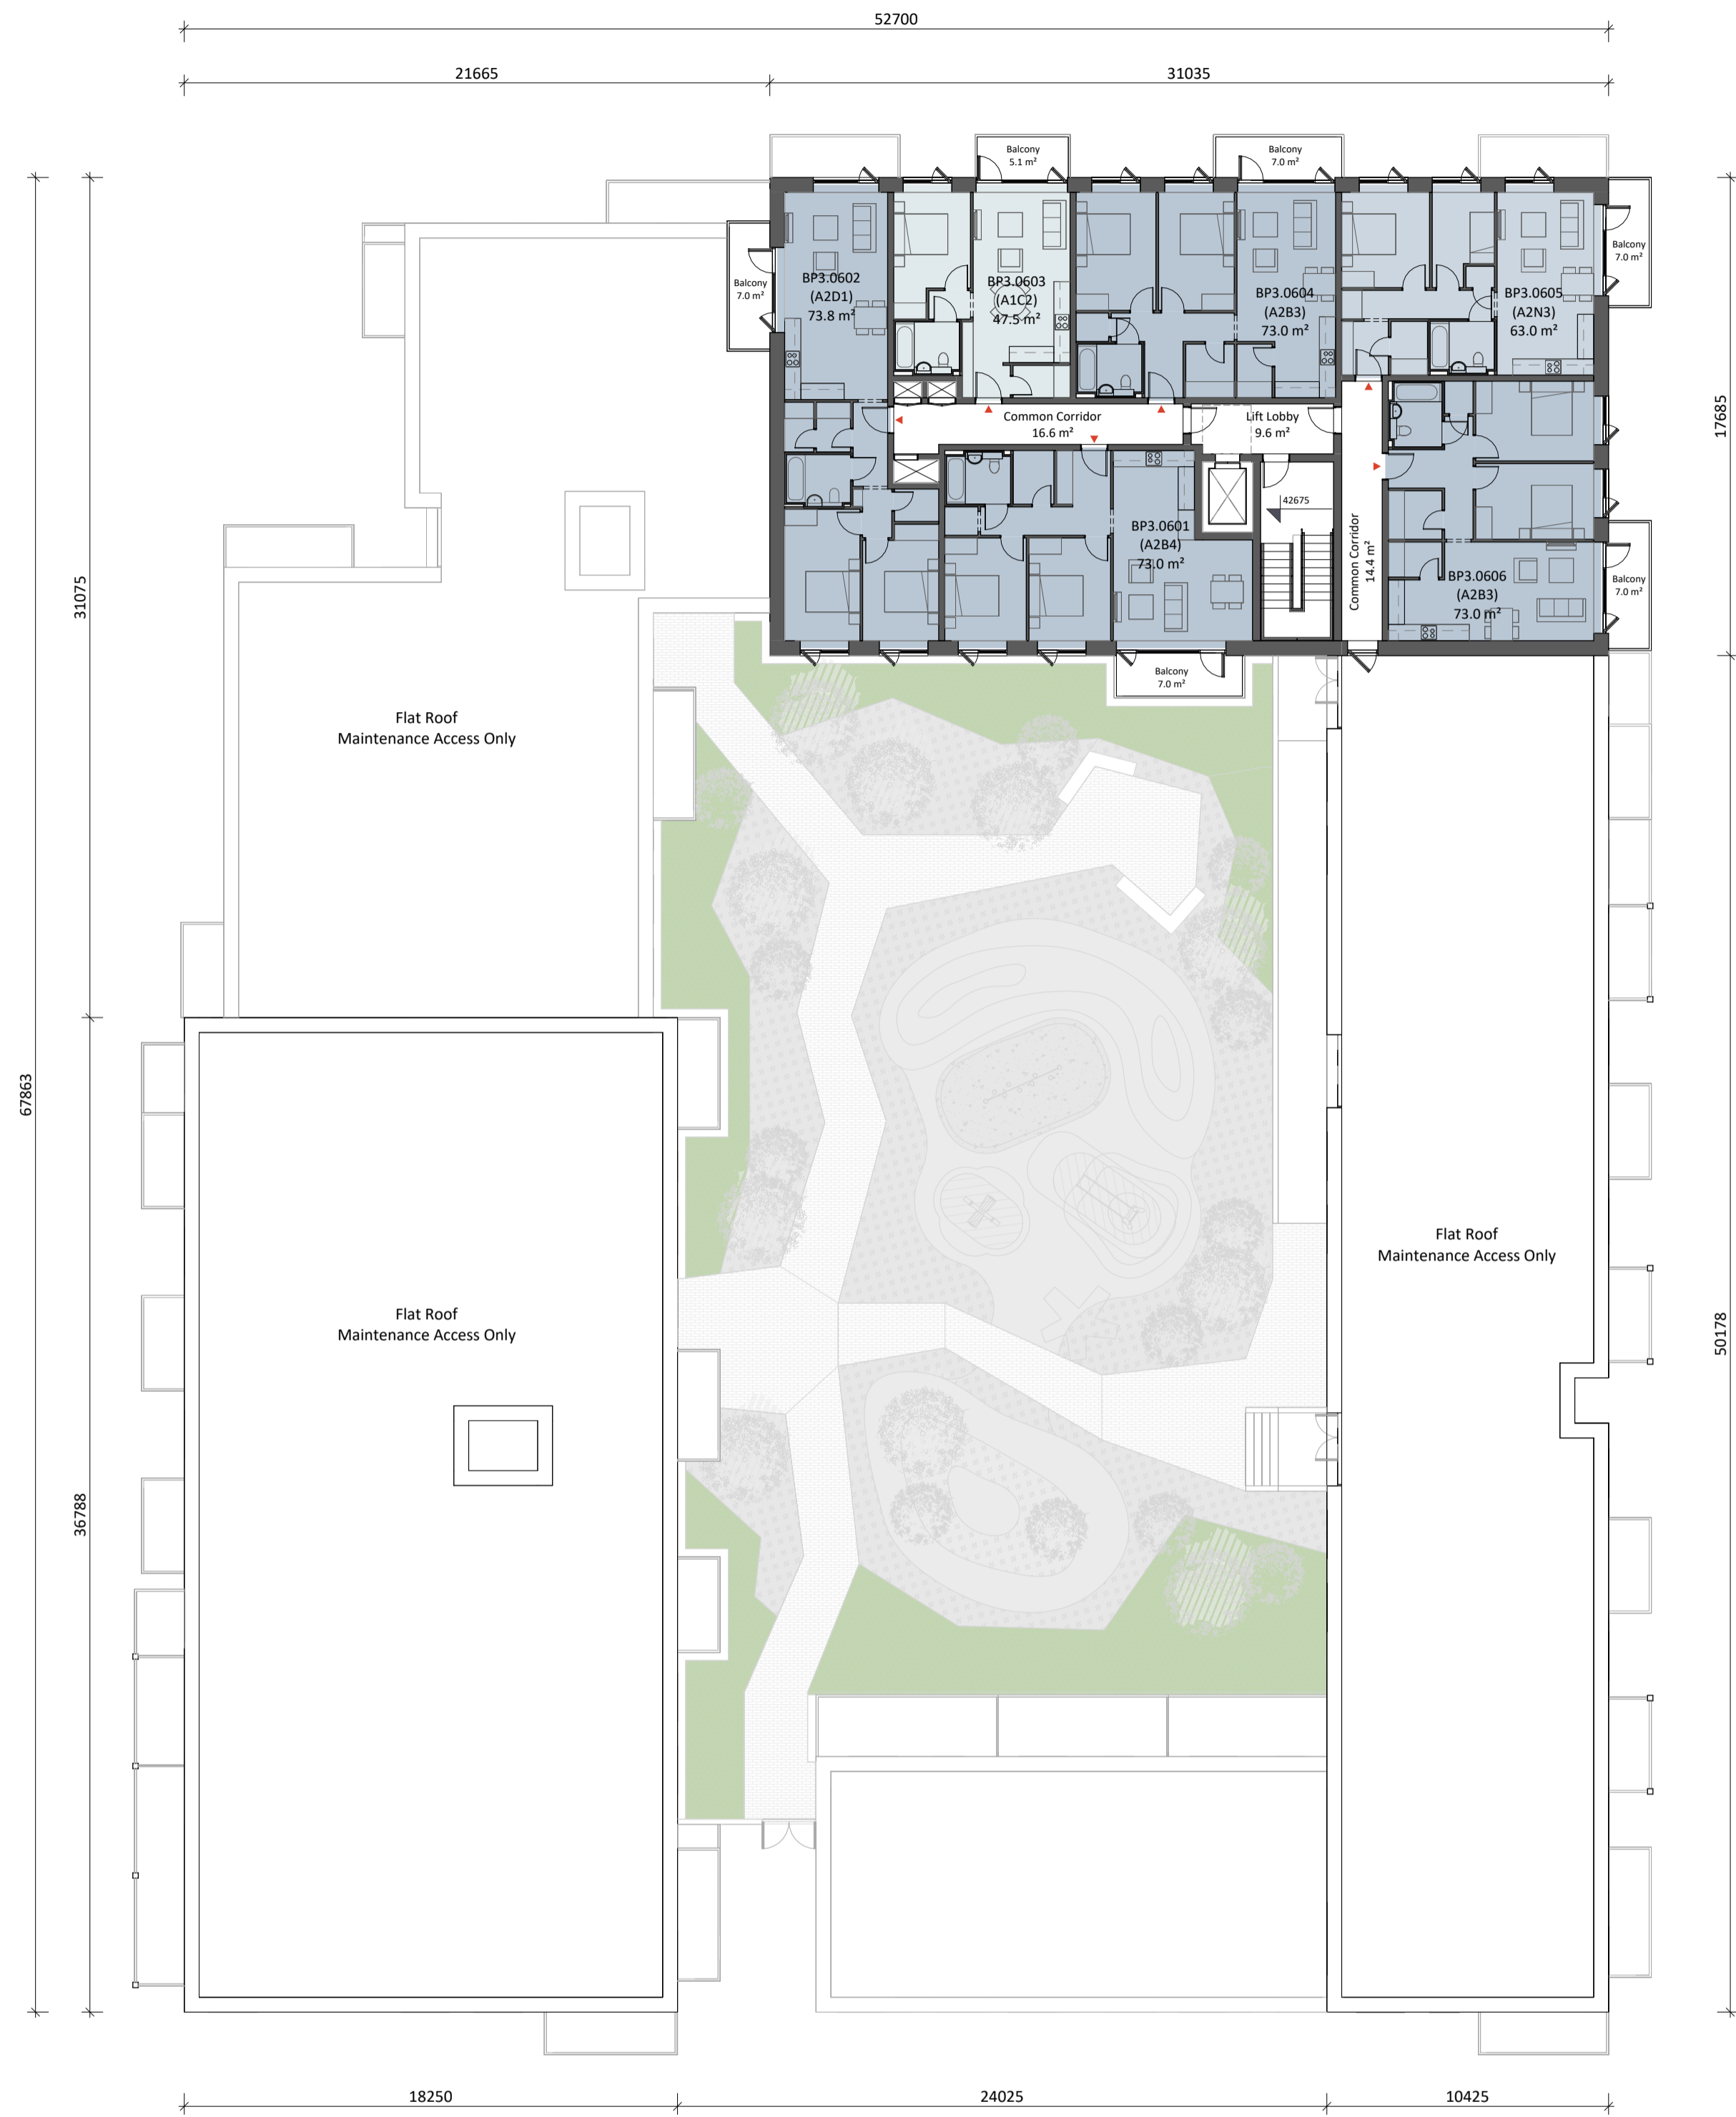 52700
21665
31035
Balcony
5.1 m²
Balcony
7.0 m²
Balcony
7.0 m²
Balcony
7.0 m²
BP3.0602
(A2D1)
73.8 m²
BP3.0603
(A1C2)
47.5 m²
BP3.0604
(A2B3)
73.0 m²
BP3.0605
(A2N3)
63.0 m²
Common Corridor
16.6 m²
Lift Lobby
9.6 m²
17685
42675
BP3.0601
(A2B4)
73.0 m²
Common Corridor
14.4 m²
BP3.0606
(A2B3)
73.0 m²
Balcony
7.0 m²
31075
Balcony
7.0 m²
Flat Roof
Maintenance Access Only
67863
Flat Roof
Maintenance Access Only
Flat Roof
Maintenance Access Only
50178
36788
18250
24025
10425